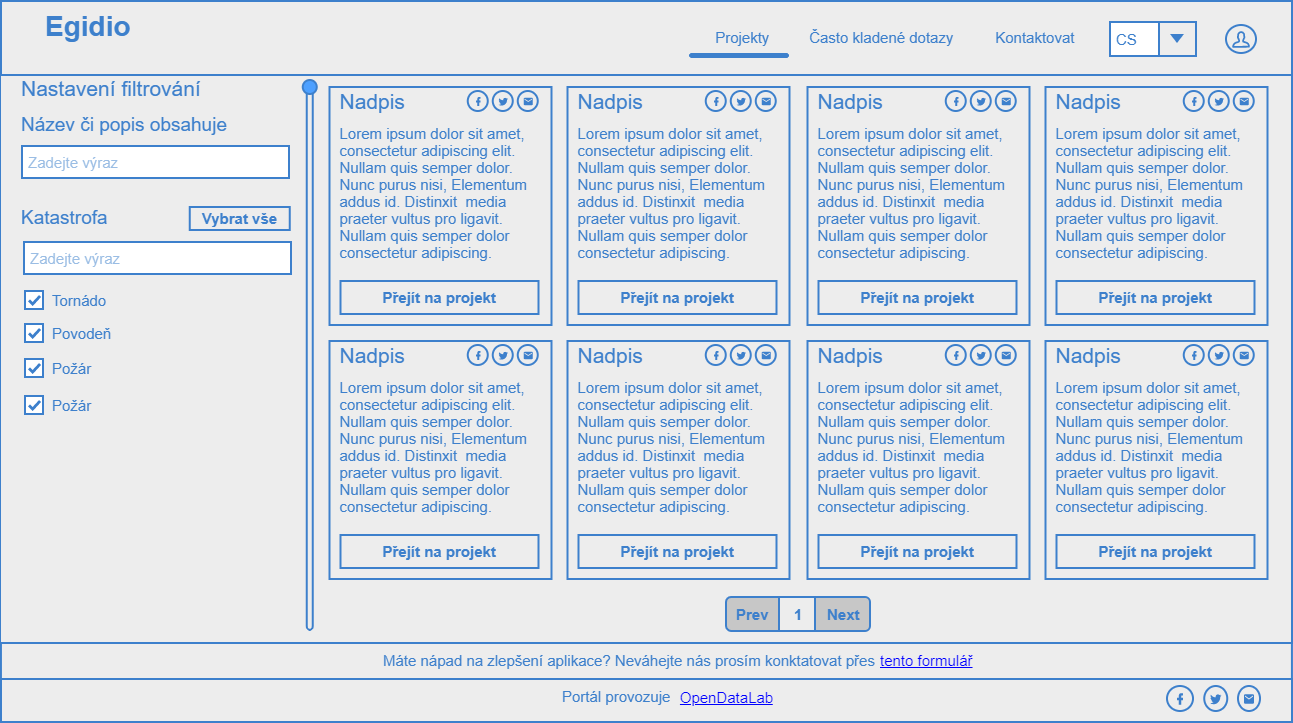 Egidio
Projekty
Často kladené dotazy
Kontaktovat
CS
Nastavení filtrování
Název či popis obsahuje
Zadejte výraz
Katastrofa
Vybrat vše
Zadejte výraz
Tornádo
Povodeň
Požár
Požár
Nadpis
Lorem ipsum dolor sit amet,
consectetur adipiscing elit.
Nullam quis semper dolor.
Nunc purus nisi, Elementum
addus id. Distinxit  media
praeter vultus pro ligavit.
Nullam quis semper dolor
consectetur adipiscing.
Přejít na projekt
Nadpis
Lorem ipsum dolor sit amet,
consectetur adipiscing elit.
Nullam quis semper dolor.
Nunc purus nisi, Elementum
addus id. Distinxit  media
praeter vultus pro ligavit.
Nullam quis semper dolor
consectetur adipiscing.
Přejít na projekt
Nadpis
Lorem ipsum dolor sit amet,
consectetur adipiscing elit.
Nullam quis semper dolor.
Nunc purus nisi, Elementum
addus id. Distinxit  media
praeter vultus pro ligavit.
Nullam quis semper dolor
consectetur adipiscing.
Přejít na projekt
Nadpis
Lorem ipsum dolor sit amet,
consectetur adipiscing elit.
Nullam quis semper dolor.
Nunc purus nisi, Elementum
addus id. Distinxit  media
praeter vultus pro ligavit.
Nullam quis semper dolor
consectetur adipiscing.
Přejít na projekt
Nadpis
Lorem ipsum dolor sit amet,
consectetur adipiscing elit.
Nullam quis semper dolor.
Nunc purus nisi, Elementum
addus id. Distinxit  media
praeter vultus pro ligavit.
Nullam quis semper dolor
consectetur adipiscing.
Přejít na projekt
Nadpis
Lorem ipsum dolor sit amet,
consectetur adipiscing elit.
Nullam quis semper dolor.
Nunc purus nisi, Elementum
addus id. Distinxit  media
praeter vultus pro ligavit.
Nullam quis semper dolor
consectetur adipiscing.
Přejít na projekt
Nadpis
Lorem ipsum dolor sit amet,
consectetur adipiscing elit.
Nullam quis semper dolor.
Nunc purus nisi, Elementum
addus id. Distinxit  media
praeter vultus pro ligavit.
Nullam quis semper dolor
consectetur adipiscing.
Přejít na projekt
Nadpis
Lorem ipsum dolor sit amet,
consectetur adipiscing elit.
Nullam quis semper dolor.
Nunc purus nisi, Elementum
addus id. Distinxit  media
praeter vultus pro ligavit.
Nullam quis semper dolor
consectetur adipiscing.
Přejít na projekt
Prev 1 Next
Máte nápad na zlepšení aplikace? Neváhejte nás prosím konktatovat přes tento formulář
Portál provozuje OpenDataLab